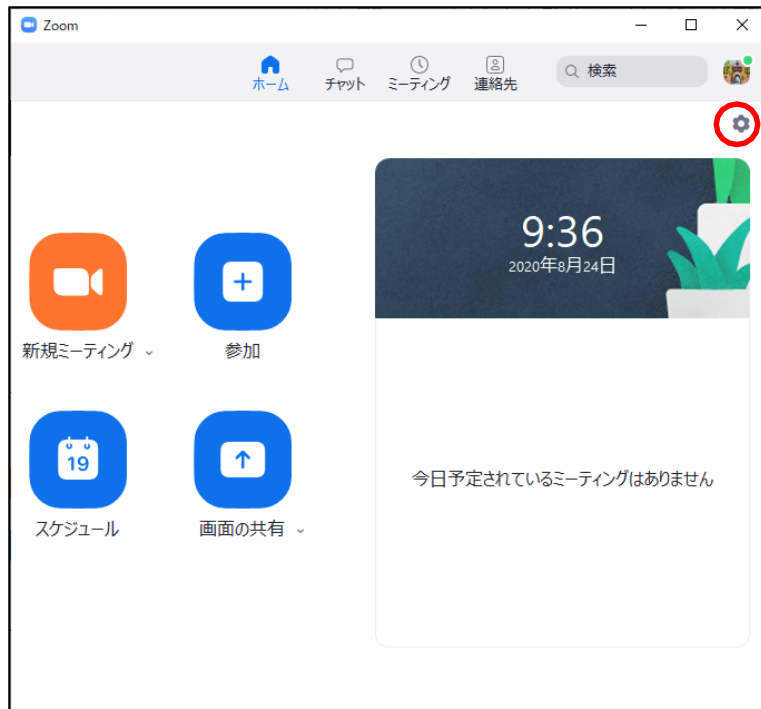 Zoom
ホーム
チャット
ミーティング
連絡先
検索
9:36
2020年8月24日
新規ミーティング
参加
19
スケジュール
画面の共有
今日予定されているミーティングはありません